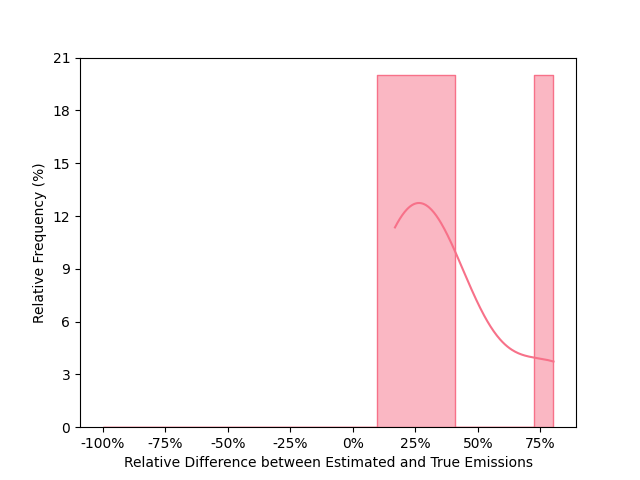 21
18
15
12
9
6
3
0
Relative Frequency (%)
-100% -75% -50% -25% 0% 25% 50% 75%
Relative Difference between Estimated and True Emissions